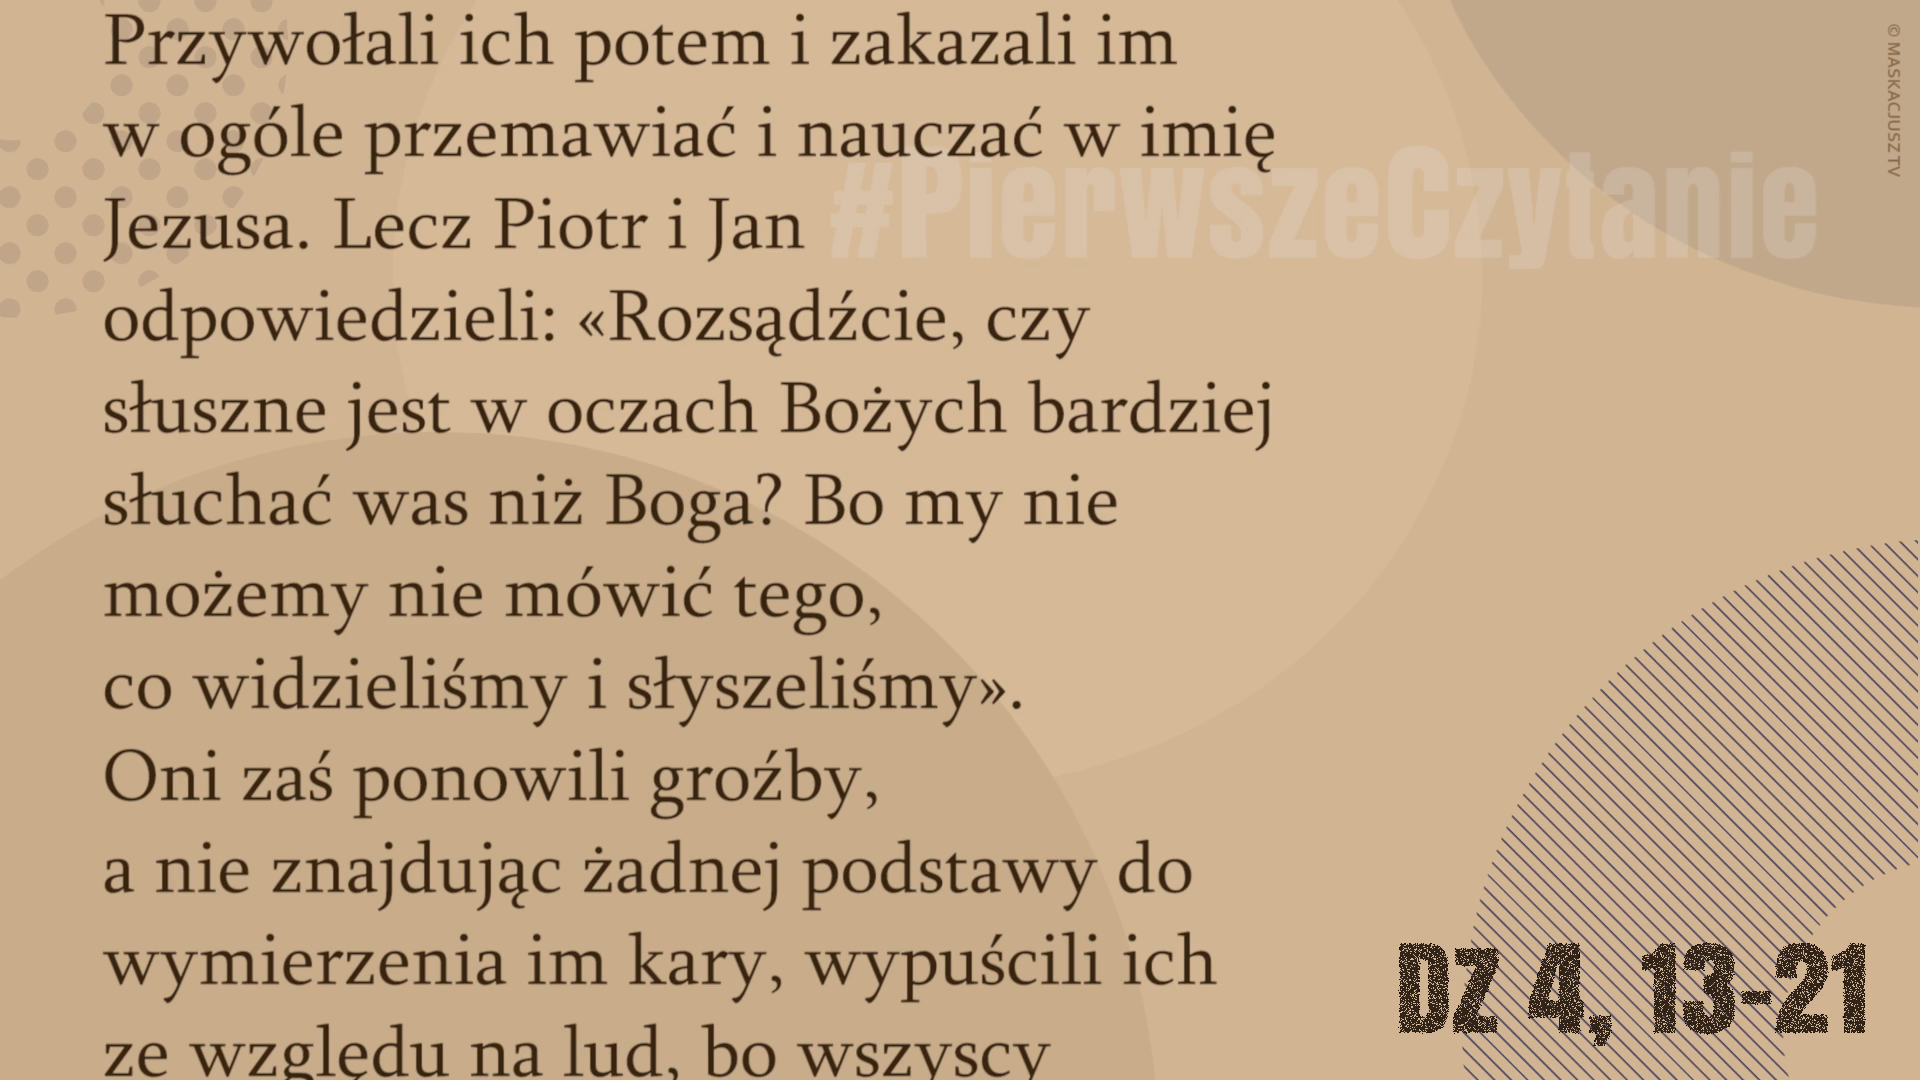 Przywołali ich potem i zakazali im
w ogóle przemawiać i nauczać w imię
Jezusa. Lecz Piotr i Jan
odpowiedzieli: «Rozsądźcie, czy
słuszne jest w oczach Bożych bardziej
słuchać was niż Boga? Bo my nie
możemy nie mówić tego,
co widzieliśmy i słyszeliśmy».
Oni zaś ponowili groźby,
a nie znajdując żadnej podstawy do
wymierzenia im kary, wypuścili ich
ze względu na lud, bo wszyscy
#PierwszeCzytanie
© MASKACJUSZ TV
DZ 4, 13-21